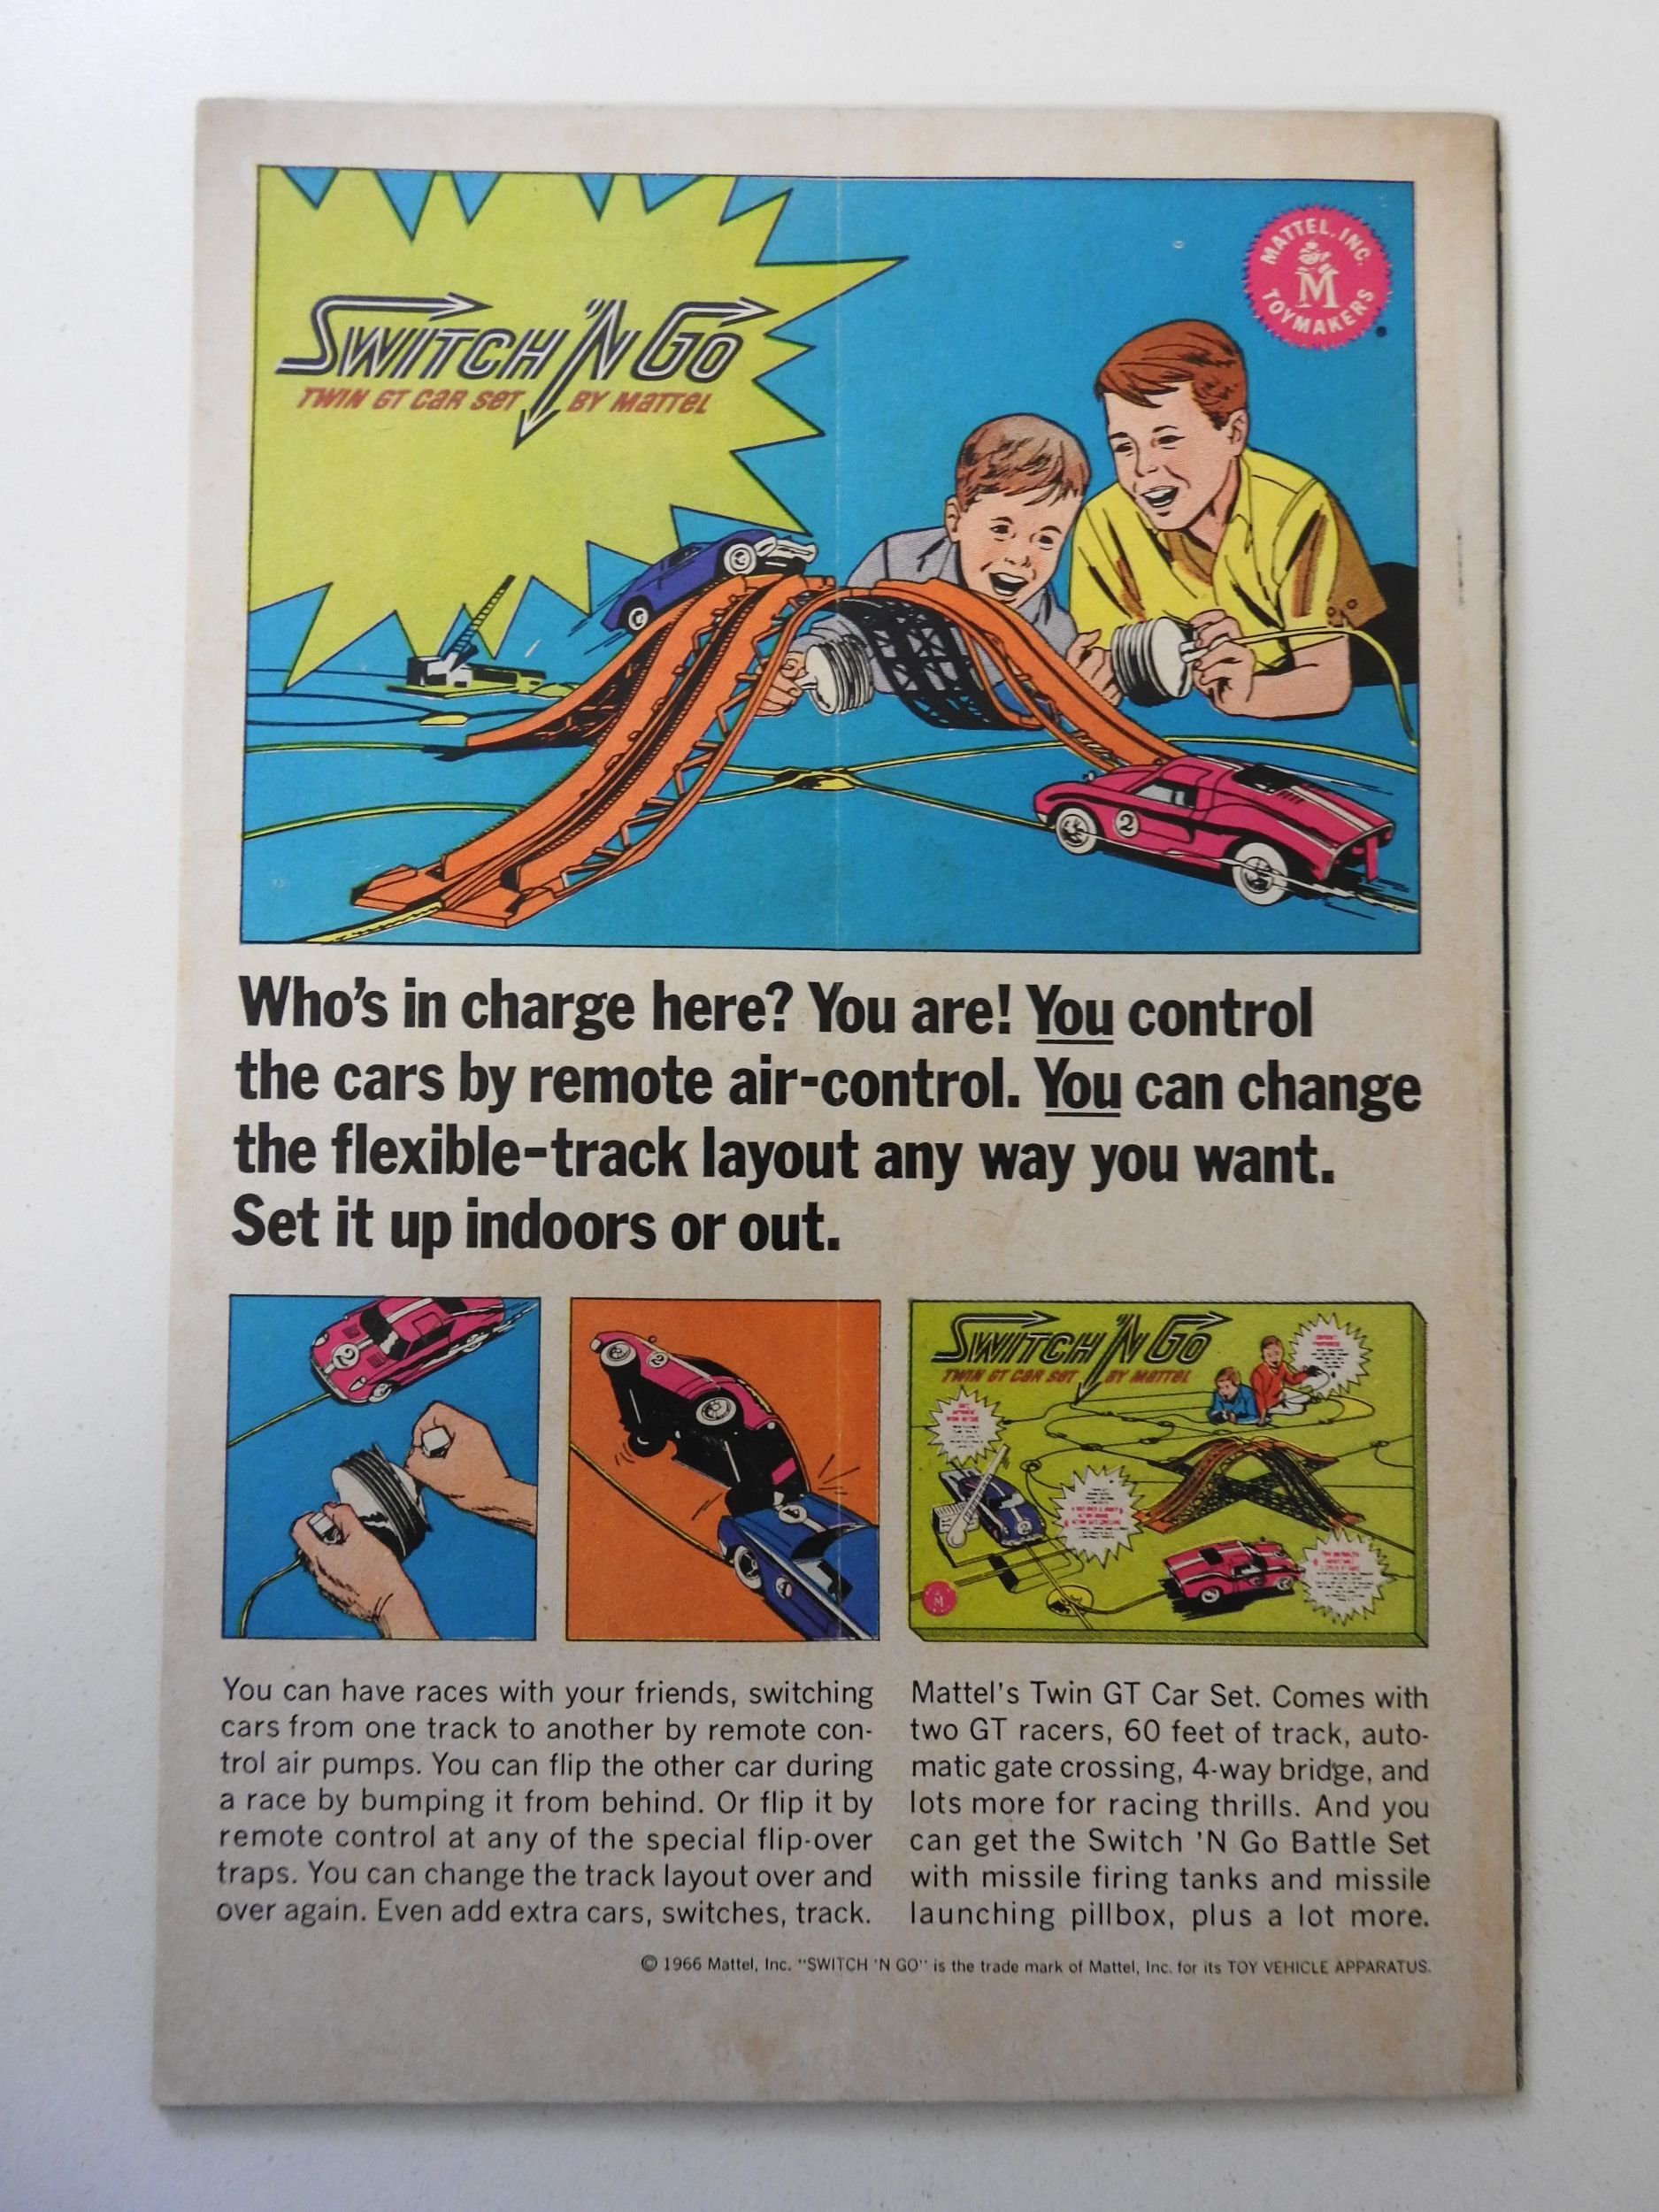 SWITCH 'N GO
TWIN GT CAR SET BY MATTEL
MATTEL, INC.
M
TOYMAKERS
2
Who's in charge here? You are! You control
the cars by remote air-control. You can change
the flexible-track layout any way you want.
Set it up indoors or out.
2
2
4
4
SWITCH 'N GO
TWIN GT CAR SET BY MATTEL
2
M
You can have races with your friends, switching
cars from one track to another by remote con-
trol air pumps. You can flip the other car during
a race by bumping it from behind. Or flip it by
remote control at any of the special flip-over
traps. You can change the track layout over and
over again. Even add extra cars, switches, track.
Mattel's Twin GT Car Set. Comes with
two GT racers, 60 feet of track, auto-
matic gate crossing, 4-way bridge, and
lots more for racing thrills. And you
can get the Switch 'N Go Battle Set
with missile firing tanks and missile
launching pillbox, plus a lot more.
© 1966 Mattel, Inc. "SWITCH 'N GO" is the trade mark of Mattel, Inc. for its TOY VEHICLE APPARATUS.